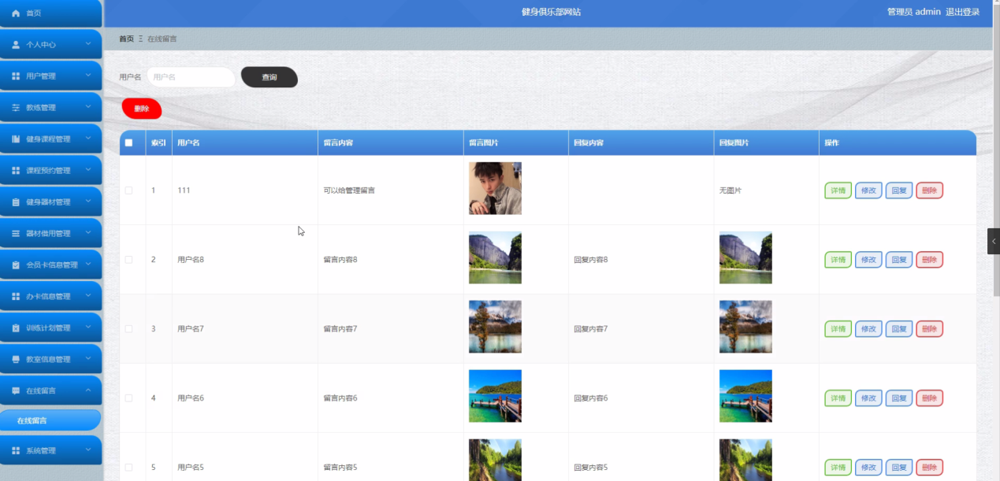 健身俱乐部网站
管理员 admin 退出登录
首页
个人中心
用户管理
教练管理
健身课程管理
课程预约管理
健身器材管理
器材借用管理
会员卡信息管理
办卡信息管理
训练计划管理
教室信息管理
在线留言
在线留言
系统管理
首页 Ξ 在线留言
用户名 用户名 查询
删除
索引 用户名 留言内容 留言图片 回复内容 回复图片 操作
1 111 可以给管理留言 无图片 详情 修改 回复 删除
2 用户名8 留言内容8 回复内容8 详情 修改 回复 删除
3 用户名7 留言内容7 回复内容7 详情 修改 回复 删除
4 用户名6 留言内容6 回复内容6 详情 修改 回复 删除
5 用户名5 留言内容5 回复内容5 详情 修改 回复 删除